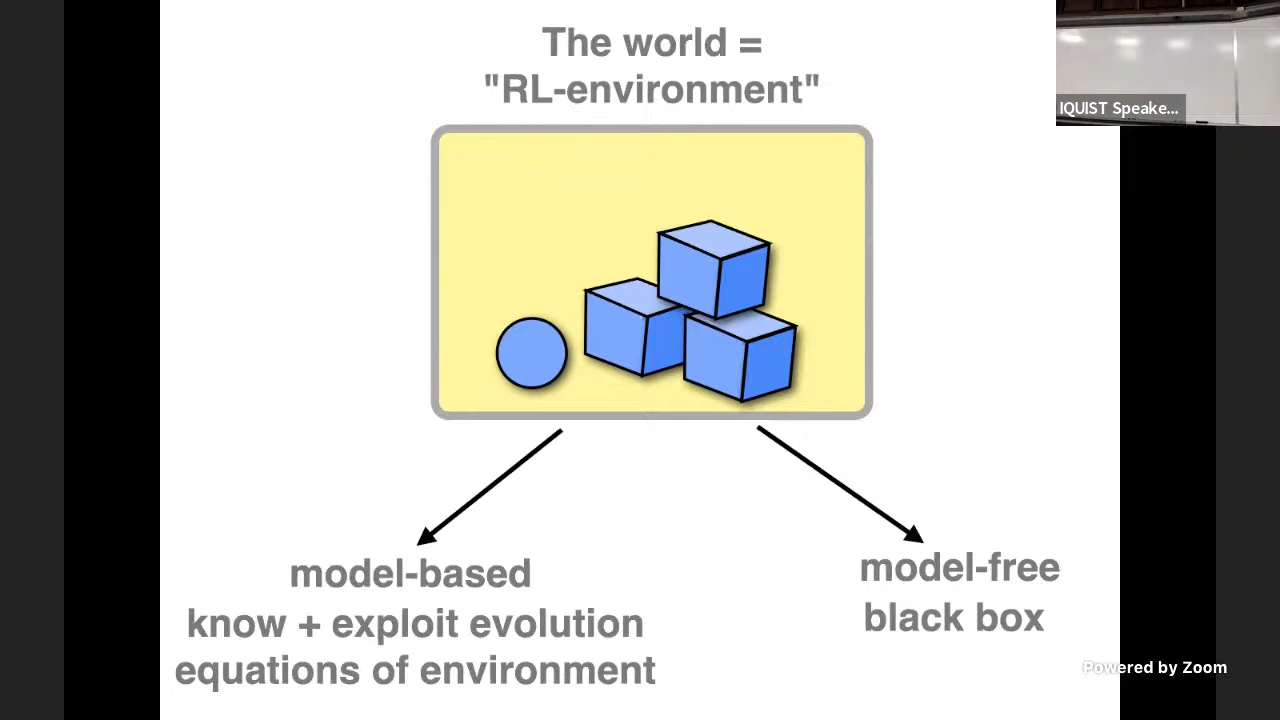 The world =
"RL-environment"
IQUIST Speake...
model-based
know + exploit evolution
equations of environment
model-free
black box
Powered by Zoom